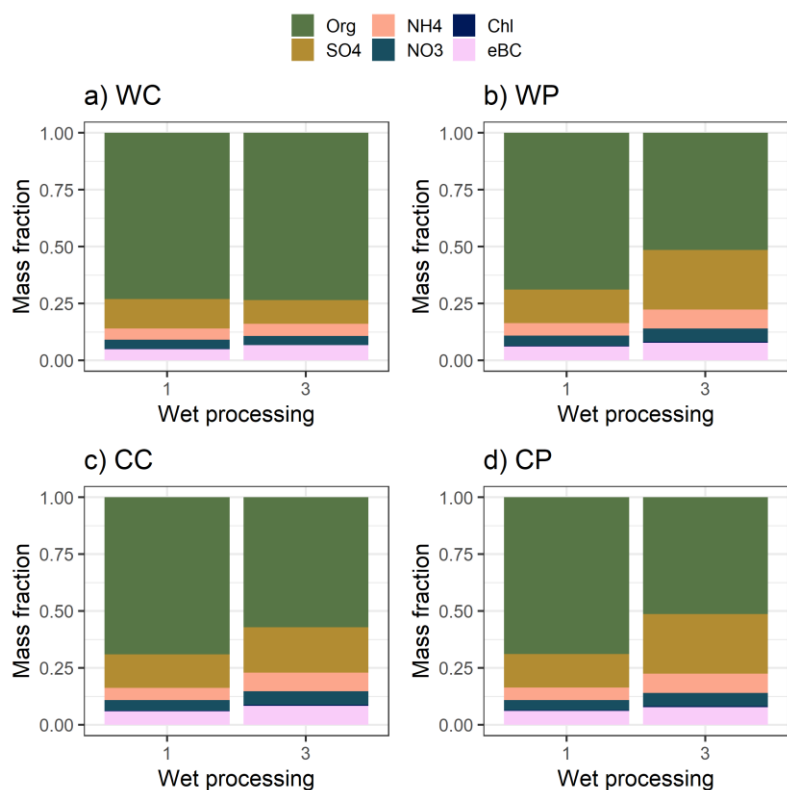 Org NH4 Chl
SO4 NO3 eBC
a) WC
b) WP
1.00
0.75
0.50
0.25
0.00
Mass fraction
1 3
Wet processing
1.00
0.75
0.50
0.25
0.00
Mass fraction
1 3
Wet processing
c) CC
d) CP
1.00
0.75
0.50
0.25
0.00
Mass fraction
1 3
Wet processing
1.00
0.75
0.50
0.25
0.00
Mass fraction
1 3
Wet processing